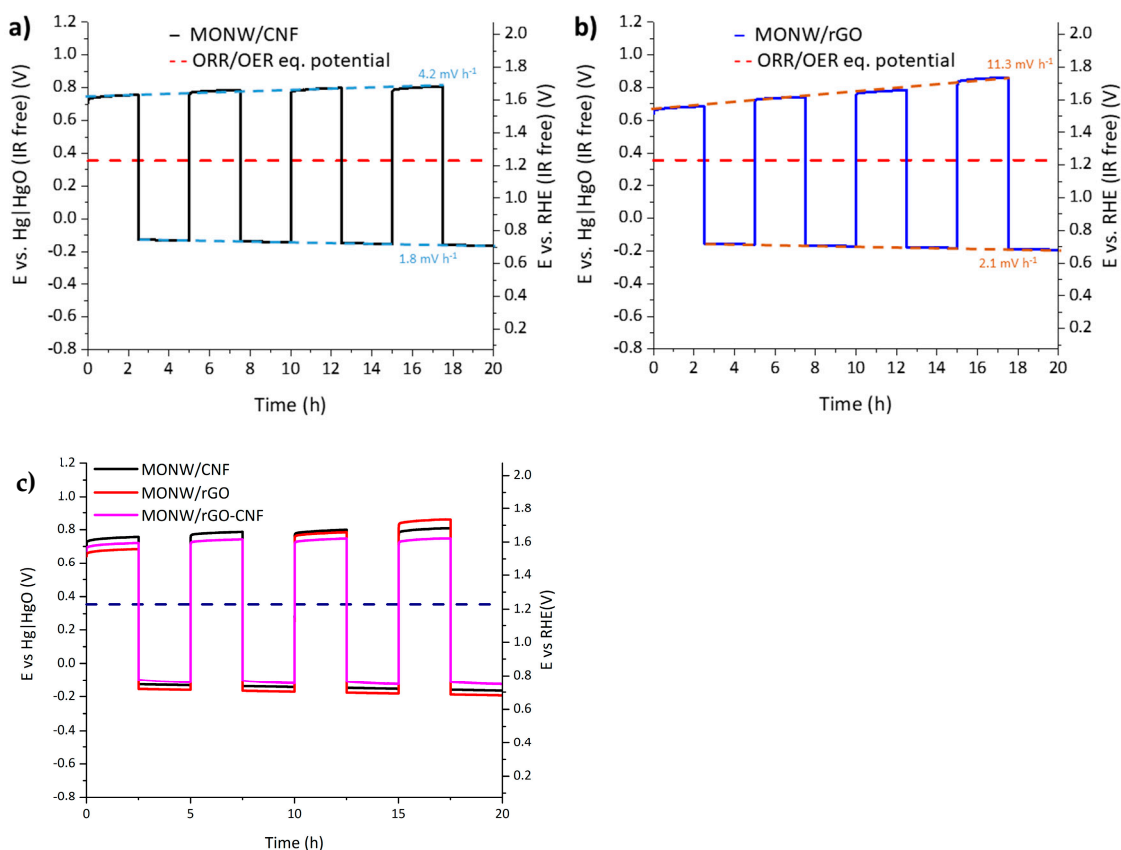 a)
MONW/CNF
ORR/OER eq. potential
4.2 mV h⁻¹
1.8 mV h⁻¹
E vs. Hg|HgO (IR free) (V)
1.2
1.0
0.8
0.6
0.4
0.2
0.0
-0.2
-0.4
-0.6
-0.8
E vs. RHE (IR free) (V)
2.0
1.8
1.6
1.4
1.2
1.0
0.8
0.6
0.4
0.2
0 2 4 6 8 10 12 14 16 18 20
Time (h)
b)
MONW/rGO
ORR/OER eq. potential
11.3 mV h⁻¹
2.1 mV h⁻¹
E vs. Hg|HgO (IR free) (V)
1.2
1.0
0.8
0.6
0.4
0.2
0.0
-0.2
-0.4
-0.6
-0.8
E vs. RHE (IR free) (V)
2.0
1.8
1.6
1.4
1.2
1.0
0.8
0.6
0.4
0.2
0 2 4 6 8 10 12 14 16 18 20
Time (h)
c)
MONW/CNF
MONW/rGO
MONW/rGO-CNF
E vs Hg|HgO (V)
1.2
1.0
0.8
0.6
0.4
0.2
0.0
-0.2
-0.4
-0.6
-0.8
E vs RHE(V)
2.0
1.8
1.6
1.4
1.2
1.0
0.8
0.6
0.4
0.2
0 5 10 15 20
Time (h)